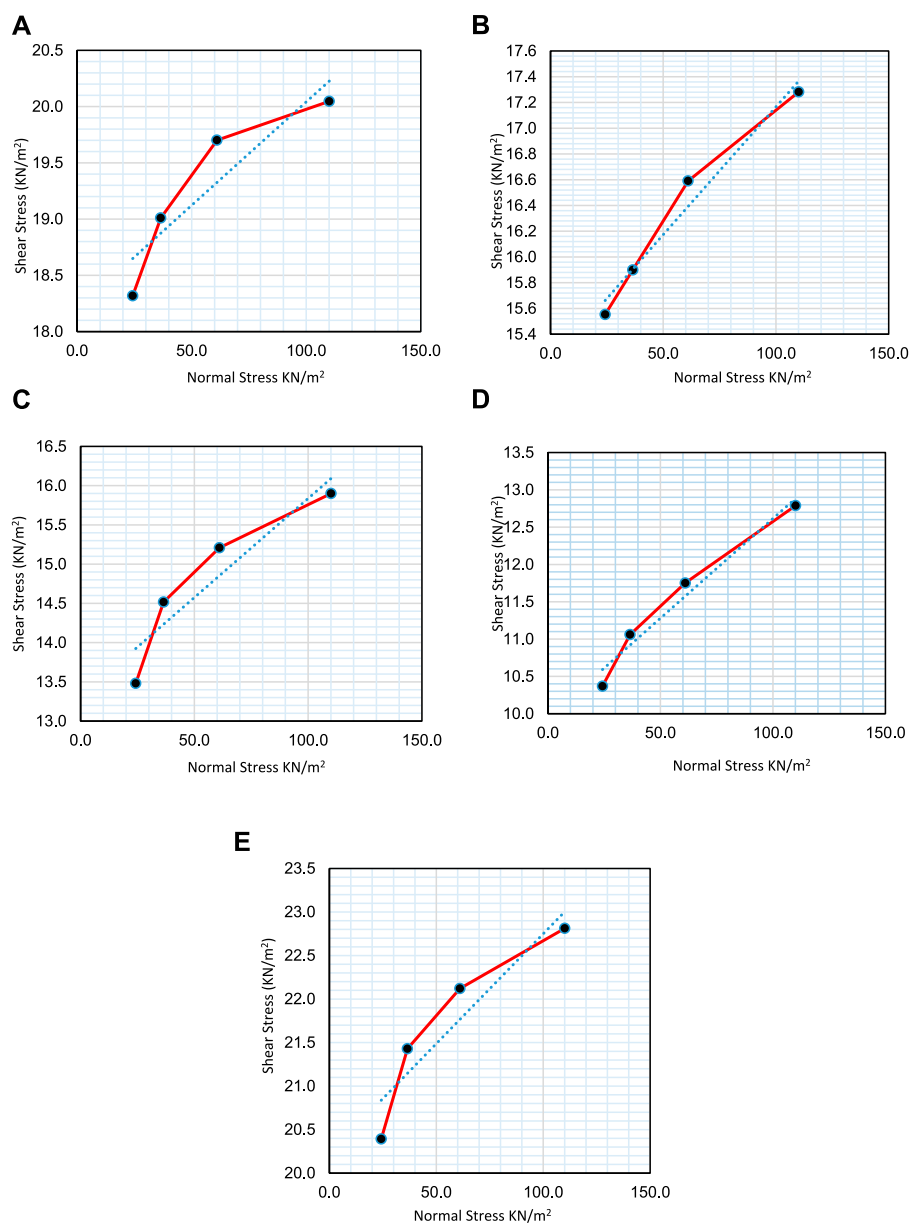 A
20.5
20.0
19.5
19.0
18.5
18.0
Shear Stress (KN/m²)
0.0 50.0 100.0 150.0
Normal Stress KN/m²
B
17.6
17.4
17.2
17.0
16.8
16.6
16.4
16.2
16.0
15.8
15.6
15.4
Shear Stress (KN/m²)
0.0 50.0 100.0 150.0
Normal Stress KN/m²
C
16.5
16.0
15.5
15.0
14.5
14.0
13.5
13.0
Shear Stress (KN/m²)
0.0 50.0 100.0 150.0
Normal Stress KN/m²
D
13.5
13.0
12.5
12.0
11.5
11.0
10.5
10.0
Shear Stress (KN/m²)
0.0 50.0 100.0 150.0
Normal Stress KN/m²
E
23.5
23.0
22.5
22.0
21.5
21.0
20.5
20.0
Shear Stress (KN/m²)
0.0 50.0 100.0 150.0
Normal Stress KN/m²